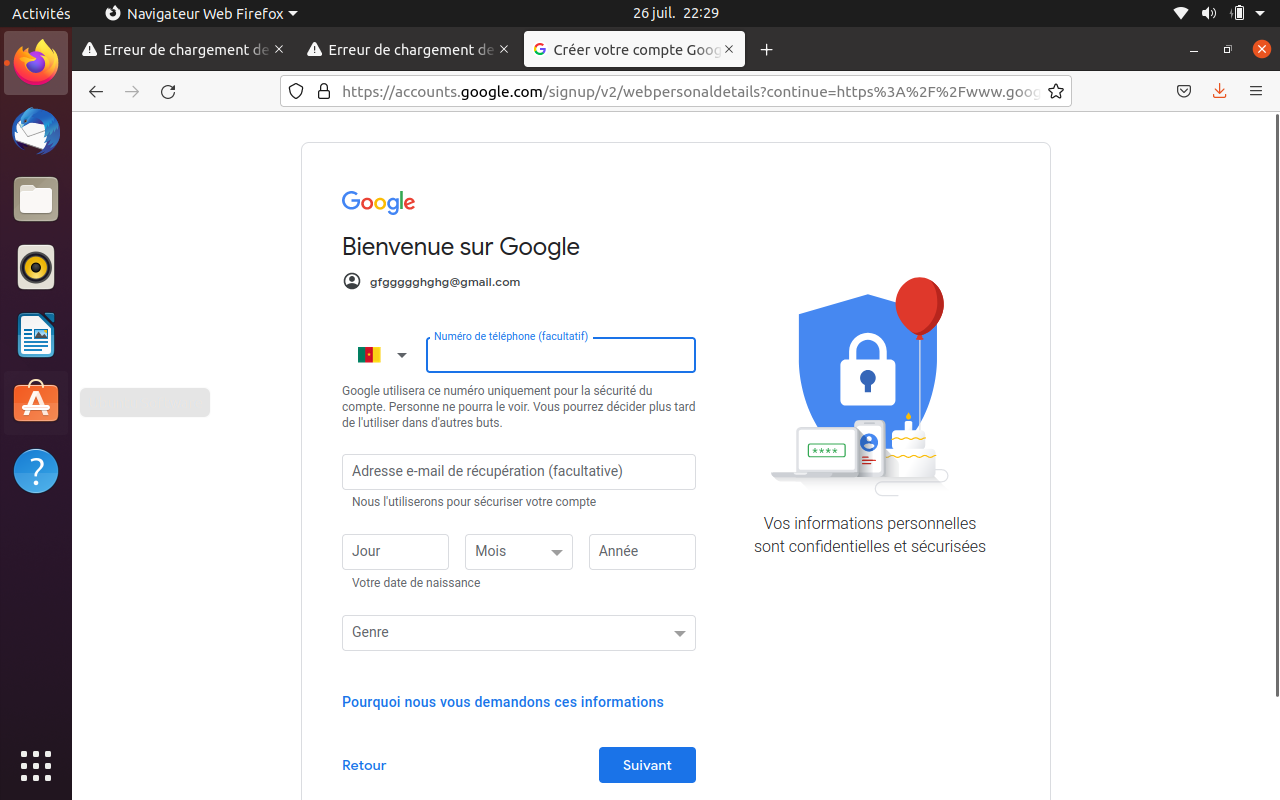 Activités
Navigateur Web Firefox
26 juil. 22:29
Erreur de chargement de
Erreur de chargement de
Créer votre compte Goog
https://accounts.google.com/signup/v2/webpersonaldetails?continue=https%3A%2F%2Fwww.goog
Google
Bienvenue sur Google
gfggggghghg@gmail.com
Numéro de téléphone (facultatif)
Google utilisera ce numéro uniquement pour la sécurité du
compte. Personne ne pourra le voir. Vous pourrez décider plus tard
de l'utiliser dans d'autres buts.
Adresse e-mail de récupération (facultative)
Nous l'utiliserons pour sécuriser votre compte
Jour
Mois
Année
Votre date de naissance
Genre
Pourquoi nous vous demandons ces informations
Retour
Suivant
****
Vos informations personnelles
sont confidentielles et sécurisées